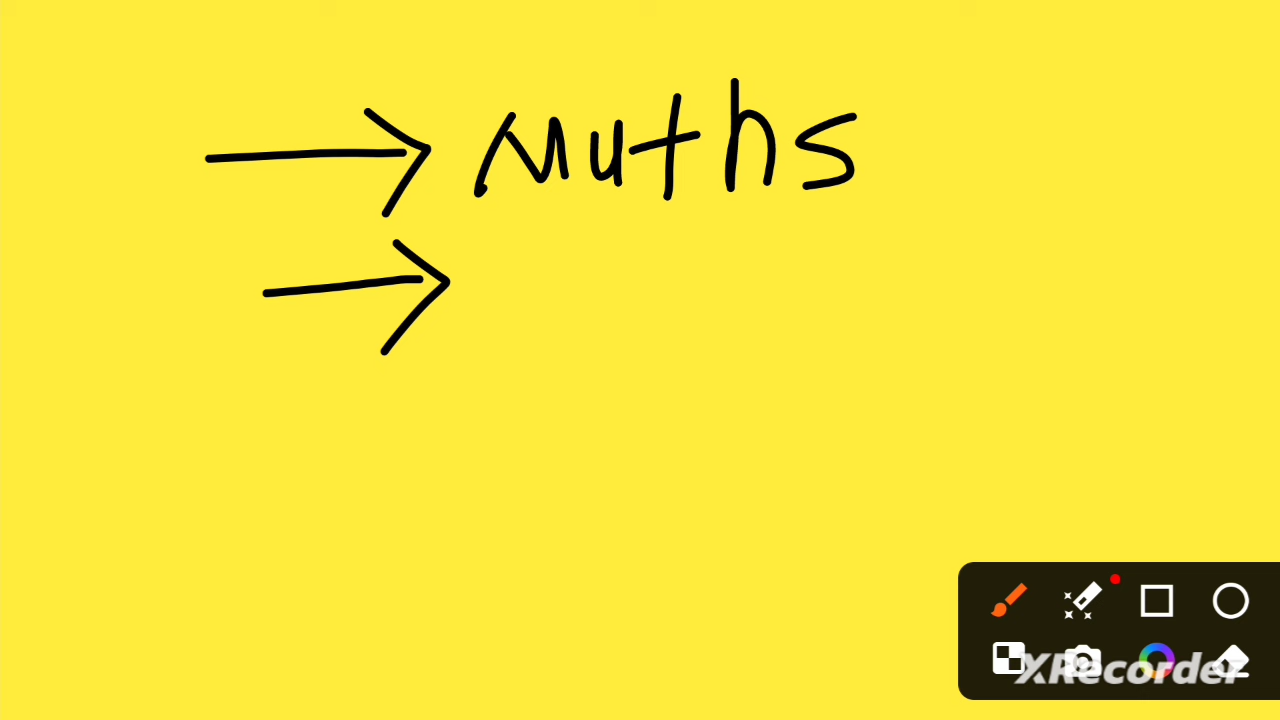 → Maths
→
XRecorder